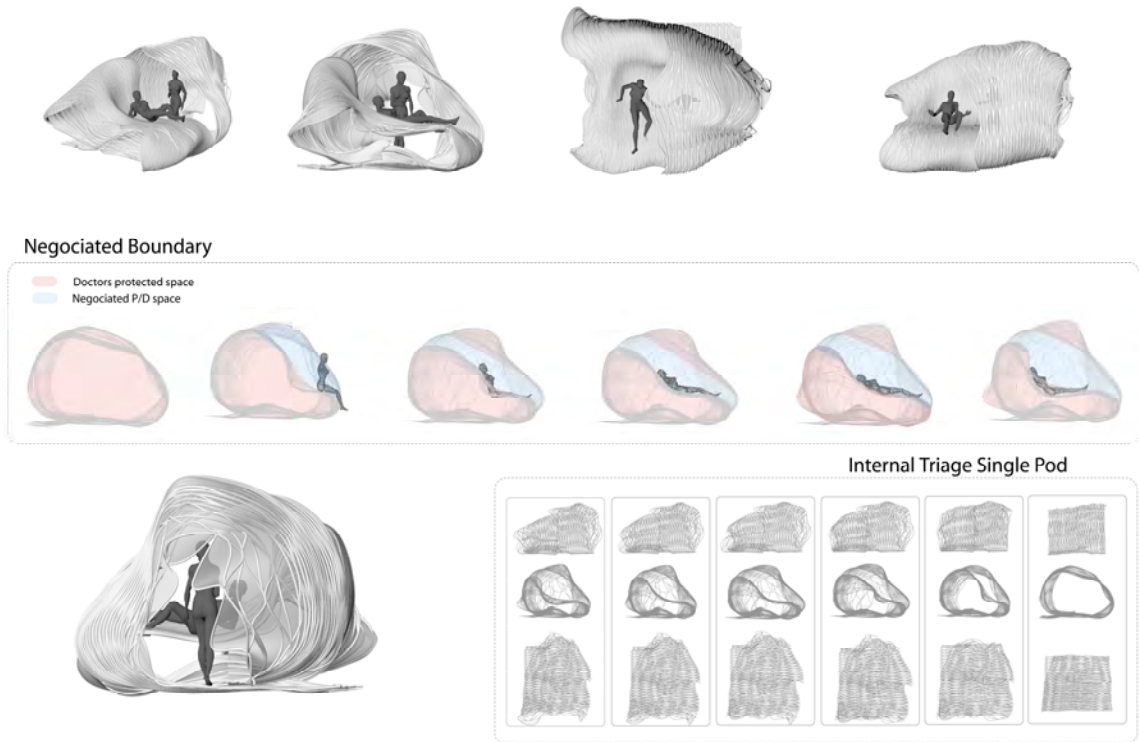 Negociated Boundary
Doctors protected space
Negociated P/D space
Internal Triage Single Pod